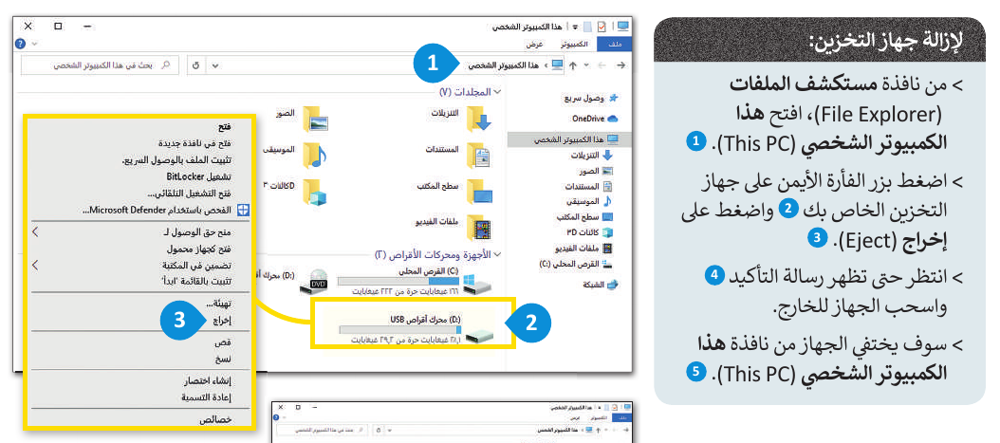 لإزالة جهاز التخزين:
> من نافذة مستكشف الملفات
(File Explorer)، افتح هذا
الكمبيوتر الشخصي (This PC). 1
> اضغط بزر الفأرة الأيمن على جهاز
التخزين الخاص بك 2 واضغط على
إخراج (Eject). 3
> انتظر حتى تظهر رسالة التأكيد 4
واسحب الجهاز للخارج.
> سوف يختفي الجهاز من نافذة هذا
الكمبيوتر الشخصي (This PC). 5
هذا الكمبيوتر الشخصي
ملف الكمبيوتر عرض
1
هذا الكمبيوتر الشخصي
بحث في هذا الكمبيوتر الشخصي
وصول سريع
OneDrive
هذا الكمبيوتر الشخصي
التنزيلات
الصور
المستندات
الموسيقى
سطح المكتب
كائنات ٣D
ملفات الفيديو
القرص المحلي (C:)
الشبكة
المجلدات (٧)
التنزيلات
الصور
المستندات
الموسيقى
سطح المكتب
كائنات ٣D
ملفات الفيديو
الأجهزة ومحركات الأقراص (٢)
القرص المحلي (C:)
١٦٦ غيغابايت حرة من ٢٢٢ غيغابايت
DVD
(D:) محرك أ
2
(D:) محرك أقراص USB
٢٨,١ غيغابايت حرة من ٢٩,٢ غيغابايت
فتح
فتح في نافذة جديدة
تثبيت الملف بالوصول السريع.
تشغيل BitLocker
فتح التشغيل التلقائي...
الفحص باستخدام Microsoft Defender...
منح حق الوصول لـ
فتح كجهاز محمول
تضمين في المكتبة
تثبيت بالقائمة "ابدأ"
تهيئة...
إخراج
3
قص
نسخ
إنشاء اختصار
إعادة التسمية
خصائص
هذا الكمبيوتر الشخصي
ملف الكمبيوتر عرض
هذا الكمبيوتر الشخصي
بحث في هذا الكمبيوتر الشخصي